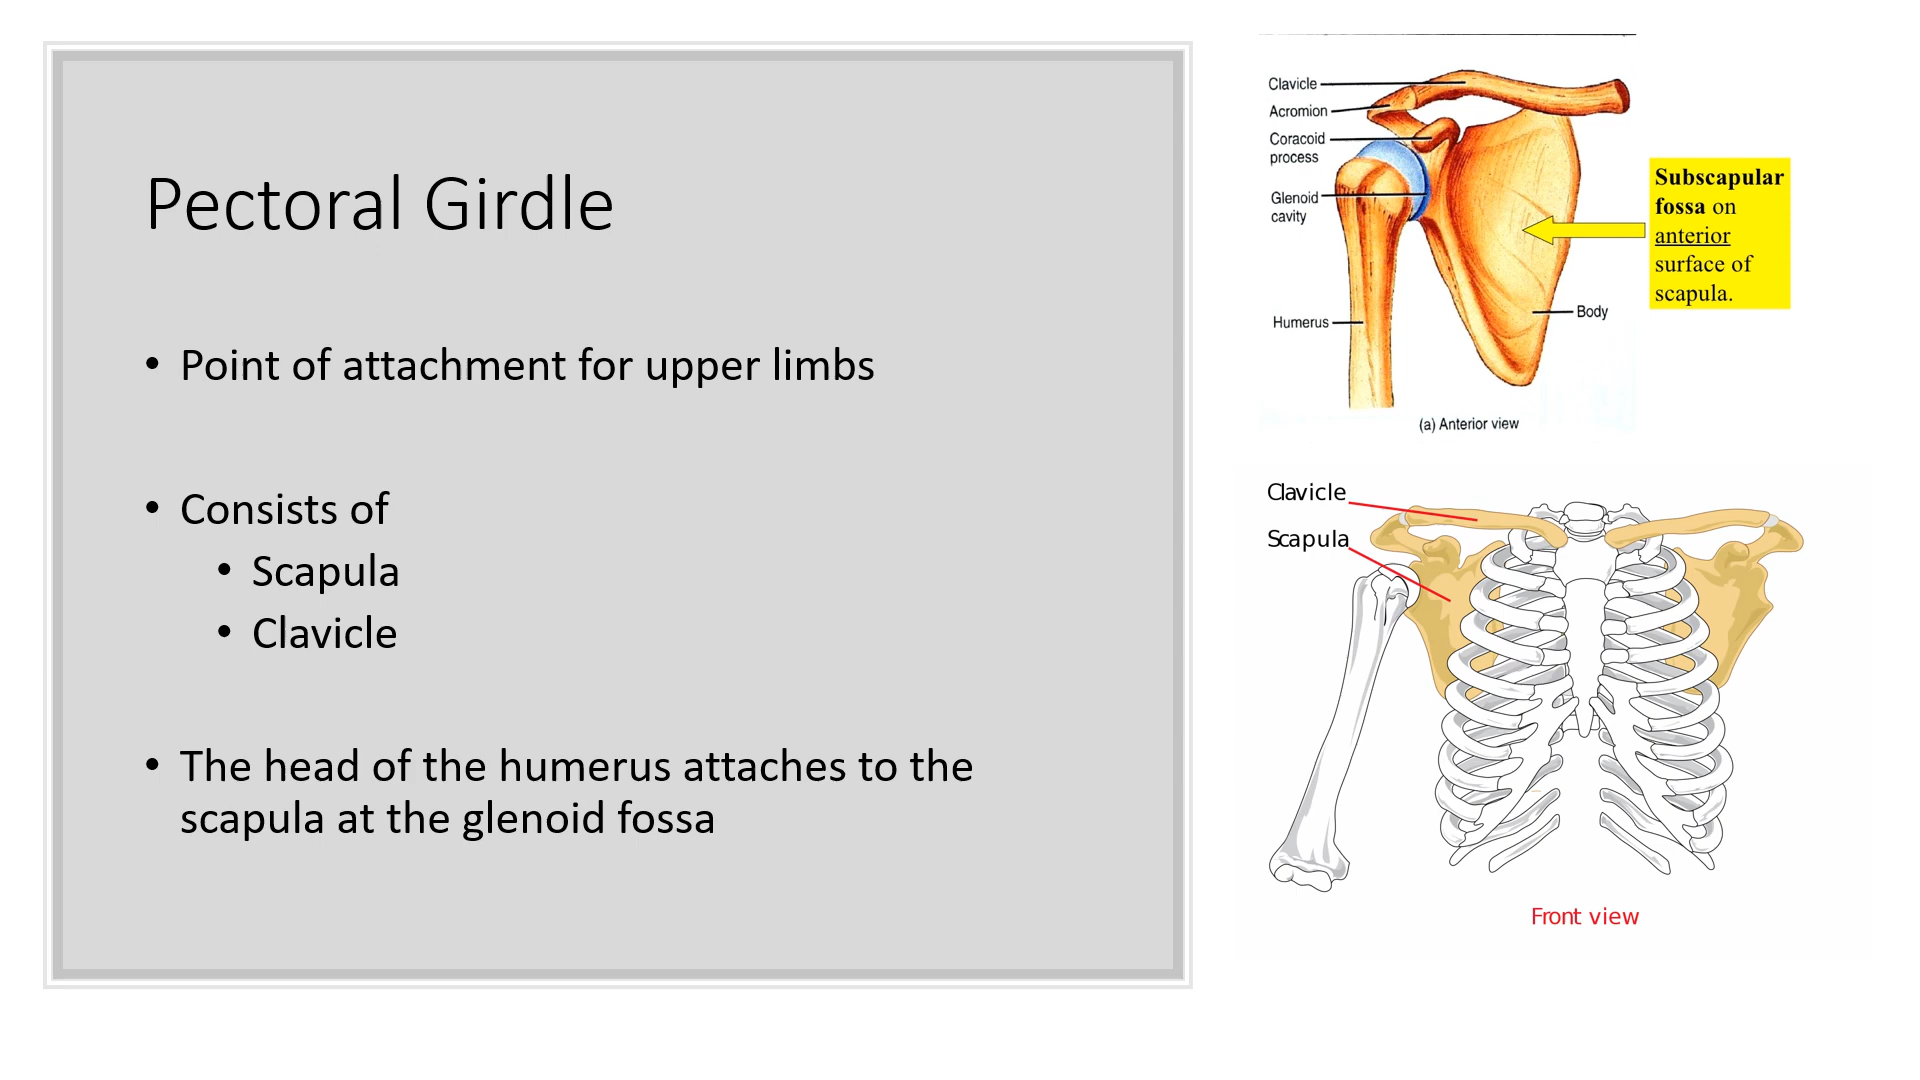 Pectoral Girdle
• Point of attachment for upper limbs
• Consists of
• Scapula
• Clavicle
• The head of the humerus attaches to the
scapula at the glenoid fossa
Clavicle
Acromion
Coracoid
process
Glenoid
cavity
Humerus
Body
(a) Anterior view
Subscapular
fossa on
anterior
surface of
scapula.
Clavicle
Scapula
Front view